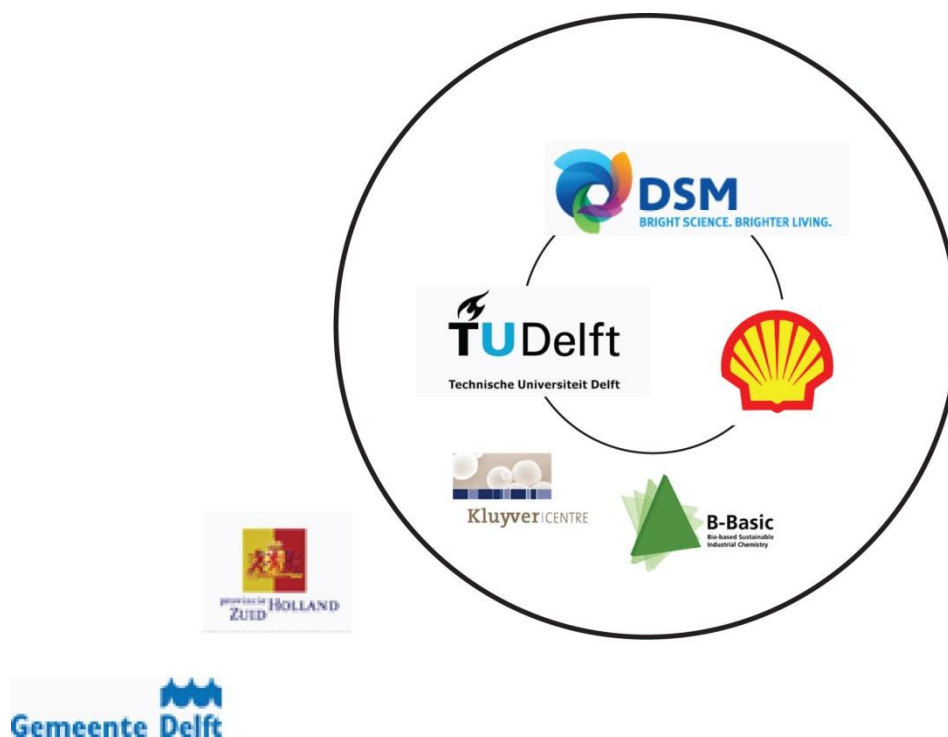 DSM
BRIGHT SCIENCE. BRIGHTER LIVING.
TUDelft
Technische Universiteit Delft
Kluyver CENTRE
B-Basic
Bio-based Sustainable
Industrial Chemistry
provincie HOLLAND
ZUID
Gemeente Delft